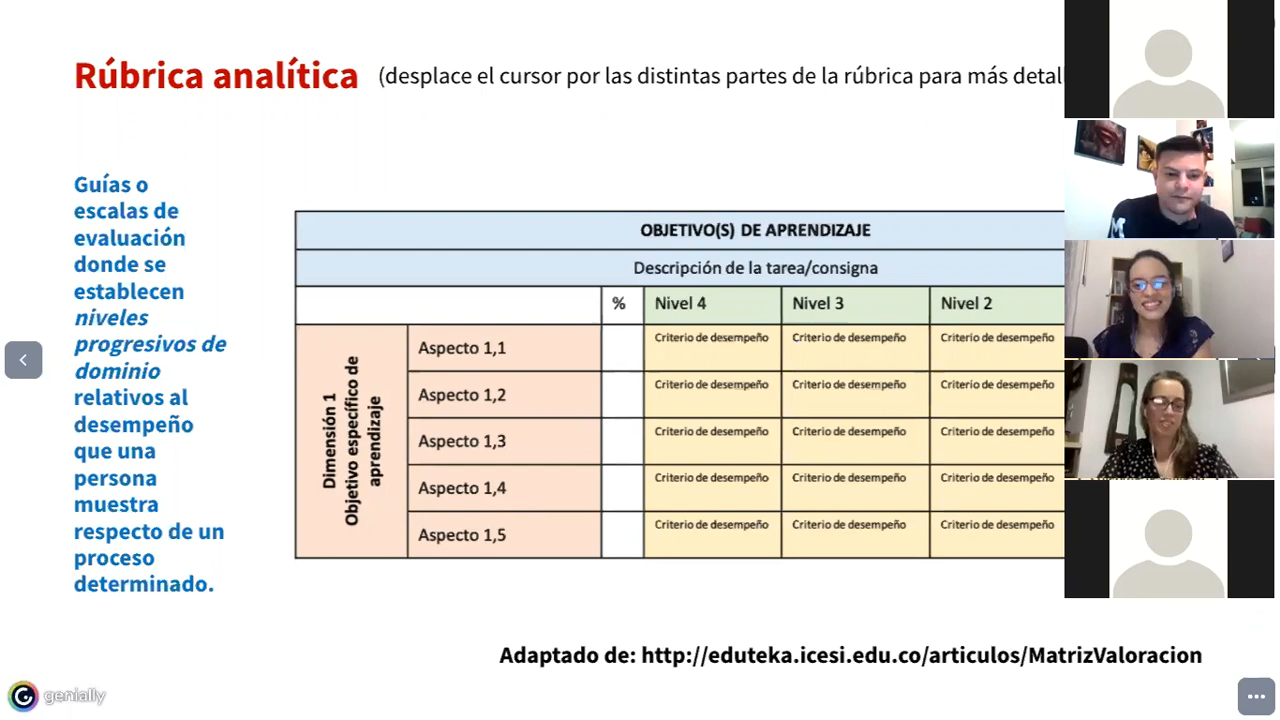 Rúbrica analítica (desplace el cursor por las distintas partes de la rúbrica para más
Guías o
escalas de
evaluación
donde se
establecen
niveles
progresivos de
dominio
relativos al
desempeño
que una
persona
muestra
respecto de un
proceso
determinado.
OBJETIVO(S) DE APRENDIZAJE
Descripción de la tarea/consigna
% Nivel 4 Nivel 3 Nivel 2
Dimensión 1
Objetivo específico de
aprendizaje
Aspecto 1,1 Criterio de desempeño Criterio de desempeño Criterio de desempeño
Aspecto 1,2 Criterio de desempeño Criterio de desempeño Criterio de desempeño
Aspecto 1,3 Criterio de desempeño Criterio de desempeño Criterio de desempeño
Aspecto 1,4 Criterio de desempeño Criterio de desempeño Criterio de desempeño
Aspecto 1,5 Criterio de desempeño Criterio de desempeño Criterio de desempeño
Adaptado de: http://eduteka.icesi.edu.co/articulos/MatrizValoracion
genially